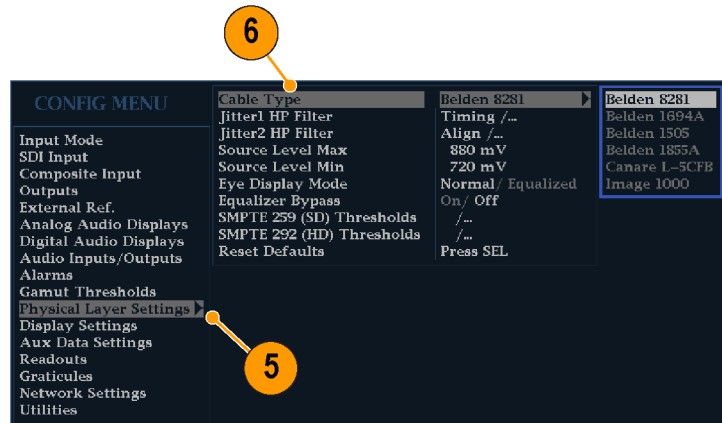 6
CONFIG MENU
Input Mode
SDI Input
Composite Input
Outputs
External Ref.
Analog Audio Displays
Digital Audio Displays
Audio Inputs/Outputs
Alarms
Gamut Thresholds
Physical Layer Settings
Display Settings
Aux Data Settings
Readouts
Graticules
Network Settings
Utilities
Cable Type Belden 8281
Jitter1 HP Filter Timing /...
Jitter2 HP Filter Align /...
Source Level Max 880 mV
Source Level Min 720 mV
Eye Display Mode Normal/ Equalized
Equalizer Bypass On/ Off
SMPTE 259 (SD) Thresholds /...
SMPTE 292 (HD) Thresholds /...
Reset Defaults Press SEL
Belden 8281
Belden 1694A
Belden 1505
Belden 1855A
Canare L-5CFB
Image 1000
5